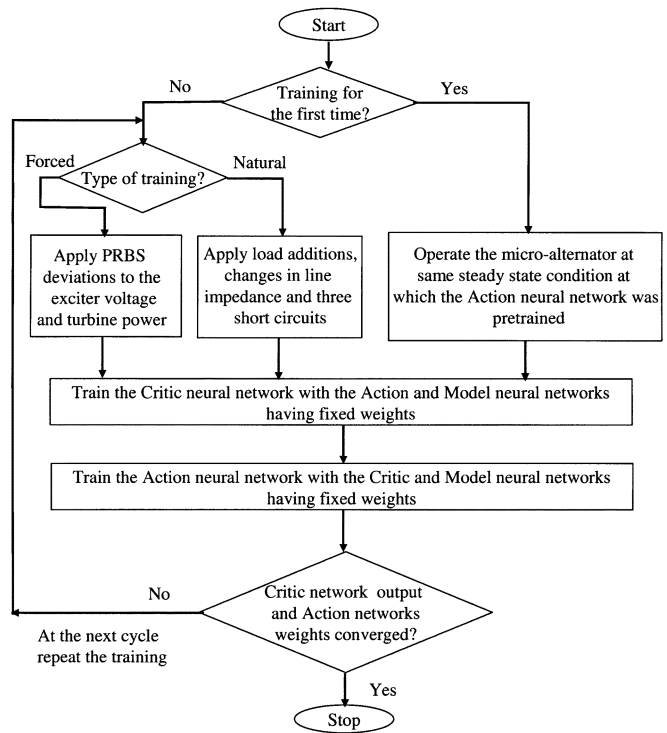 Start
Training for
the first time?
No
Yes
Forced
Type of training?
Natural
Apply PRBS
deviations to the
exciter voltage
and turbine power
Apply load additions,
changes in line
impedance and three
short circuits
Operate the micro-alternator at
same steady state condition at
which the Action neural network was
pretrained
Train the Critic neural network with the Action and Model neural networks
having fixed weights
Train the Action neural network with the Critic and Model neural networks
having fixed weights
Critic network output
and Action networks
weights converged?
No
At the next cycle
repeat the training
Yes
Stop